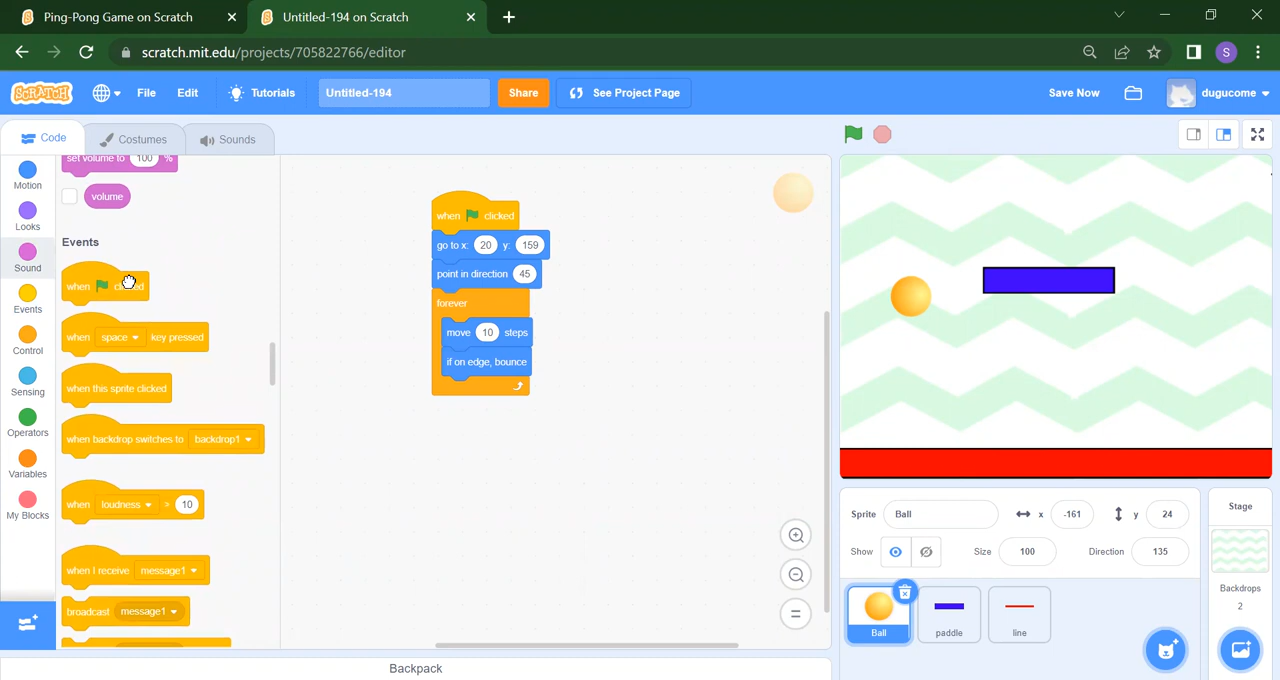 Ping-Pong Game on Scratch
Untitled-194 on Scratch
scratch.mit.edu/projects/705822766/editor
S
SCRATCH
File
Edit
Tutorials
Untitled-194
Share
See Project Page
Save Now
dugucome
Code
Costumes
Sounds
Motion
Looks
Sound
Events
Control
Sensing
Operators
Variables
My Blocks
set volume to 100 %
volume
Events
when clicked
when space key pressed
when this sprite clicked
when backdrop switches to backdrop1
when loudness > 10
when I receive message1
broadcast message1
when clicked
go to x: 20 y: 159
point in direction 45
forever
move 10 steps
if on edge, bounce
Sprite Ball x -161 y 24
Show Size 100 Direction 135
Ball
paddle
line
Stage
Backdrops
2
Backpack